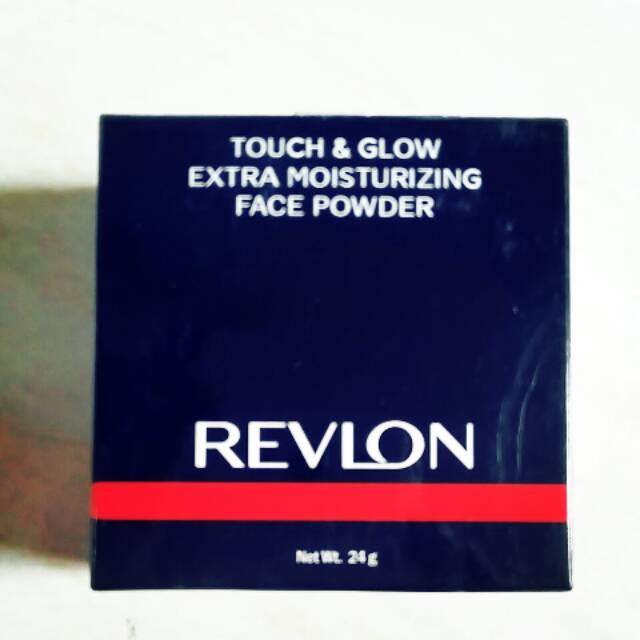 TOUCH & GLOW
EXTRA MOISTURIZING
FACE POWDER
REVLON
Net Wt. 24 g